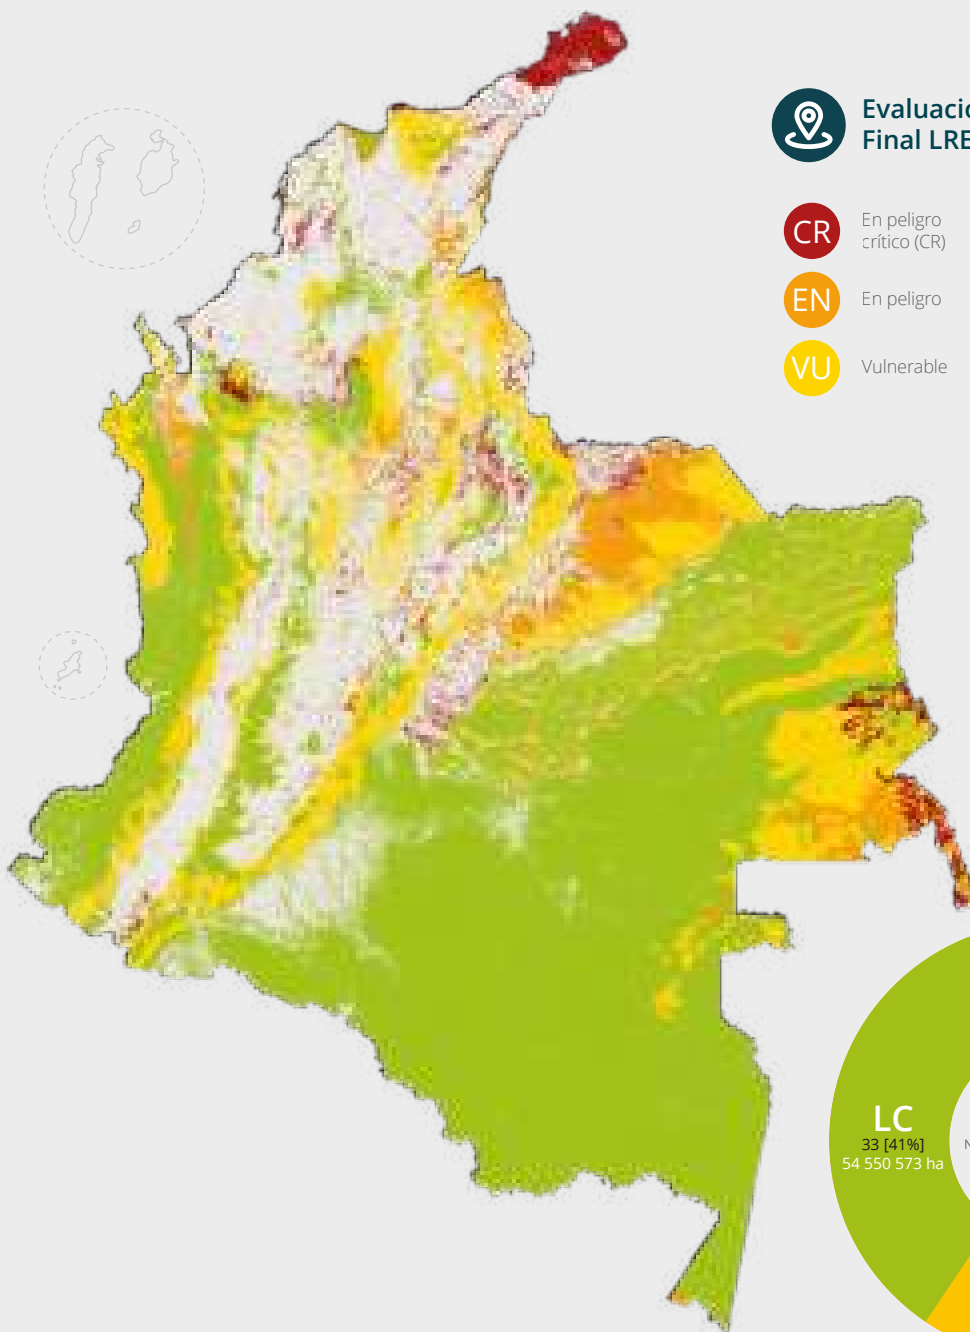 Evaluació
Final LRE
CR
En peligro
crítico (CR)
EN
En peligro
VU
Vulnerable
LC
33 [41%]
54 550 573 ha
N